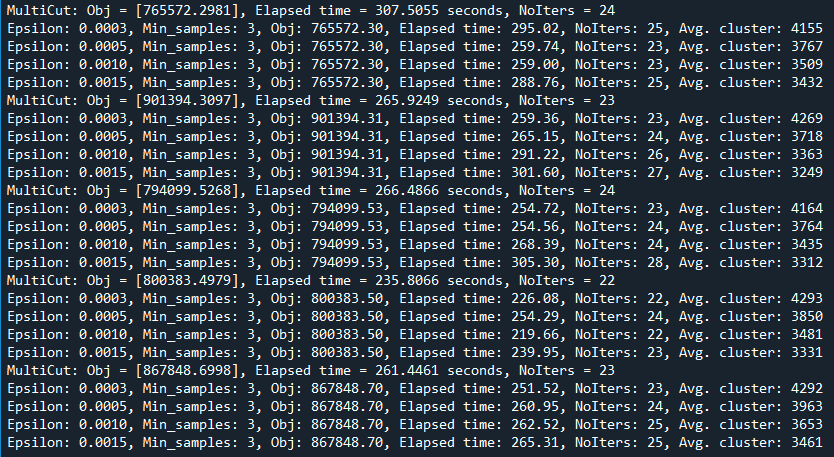 MultiCut: Obj = [765572.2981], Elapsed time = 307.5055 seconds, NoIters = 24
Epsilon: 0.0003, Min_samples: 3, Obj: 765572.30, Elapsed time: 295.02, NoIters: 25, Avg. cluster: 4155
Epsilon: 0.0005, Min_samples: 3, Obj: 765572.30, Elapsed time: 259.74, NoIters: 23, Avg. cluster: 3767
Epsilon: 0.0010, Min_samples: 3, Obj: 765572.30, Elapsed time: 259.00, NoIters: 23, Avg. cluster: 3509
Epsilon: 0.0015, Min_samples: 3, Obj: 765572.30, Elapsed time: 288.76, NoIters: 25, Avg. cluster: 3432
MultiCut: Obj = [901394.3097], Elapsed time = 265.9249 seconds, NoIters = 23
Epsilon: 0.0003, Min_samples: 3, Obj: 901394.31, Elapsed time: 259.36, NoIters: 23, Avg. cluster: 4269
Epsilon: 0.0005, Min_samples: 3, Obj: 901394.31, Elapsed time: 265.15, NoIters: 24, Avg. cluster: 3718
Epsilon: 0.0010, Min_samples: 3, Obj: 901394.31, Elapsed time: 291.22, NoIters: 26, Avg. cluster: 3363
Epsilon: 0.0015, Min_samples: 3, Obj: 901394.31, Elapsed time: 301.60, NoIters: 27, Avg. cluster: 3249
MultiCut: Obj = [794099.5268], Elapsed time = 266.4866 seconds, NoIters = 24
Epsilon: 0.0003, Min_samples: 3, Obj: 794099.53, Elapsed time: 254.72, NoIters: 23, Avg. cluster: 4164
Epsilon: 0.0005, Min_samples: 3, Obj: 794099.53, Elapsed time: 254.56, NoIters: 24, Avg. cluster: 3764
Epsilon: 0.0010, Min_samples: 3, Obj: 794099.53, Elapsed time: 268.39, NoIters: 24, Avg. cluster: 3435
Epsilon: 0.0015, Min_samples: 3, Obj: 794099.53, Elapsed time: 305.30, NoIters: 28, Avg. cluster: 3312
MultiCut: Obj = [800383.4979], Elapsed time = 235.8066 seconds, NoIters = 22
Epsilon: 0.0003, Min_samples: 3, Obj: 800383.50, Elapsed time: 226.08, NoIters: 22, Avg. cluster: 4293
Epsilon: 0.0005, Min_samples: 3, Obj: 800383.50, Elapsed time: 254.29, NoIters: 24, Avg. cluster: 3850
Epsilon: 0.0010, Min_samples: 3, Obj: 800383.50, Elapsed time: 219.66, NoIters: 22, Avg. cluster: 3481
Epsilon: 0.0015, Min_samples: 3, Obj: 800383.50, Elapsed time: 239.95, NoIters: 23, Avg. cluster: 3331
MultiCut: Obj = [867848.6998], Elapsed time = 261.4461 seconds, NoIters = 23
Epsilon: 0.0003, Min_samples: 3, Obj: 867848.70, Elapsed time: 251.52, NoIters: 23, Avg. cluster: 4292
Epsilon: 0.0005, Min_samples: 3, Obj: 867848.70, Elapsed time: 260.95, NoIters: 24, Avg. cluster: 3963
Epsilon: 0.0010, Min_samples: 3, Obj: 867848.70, Elapsed time: 262.52, NoIters: 25, Avg. cluster: 3653
Epsilon: 0.0015, Min_samples: 3, Obj: 867848.70, Elapsed time: 265.31, NoIters: 25, Avg. cluster: 3461